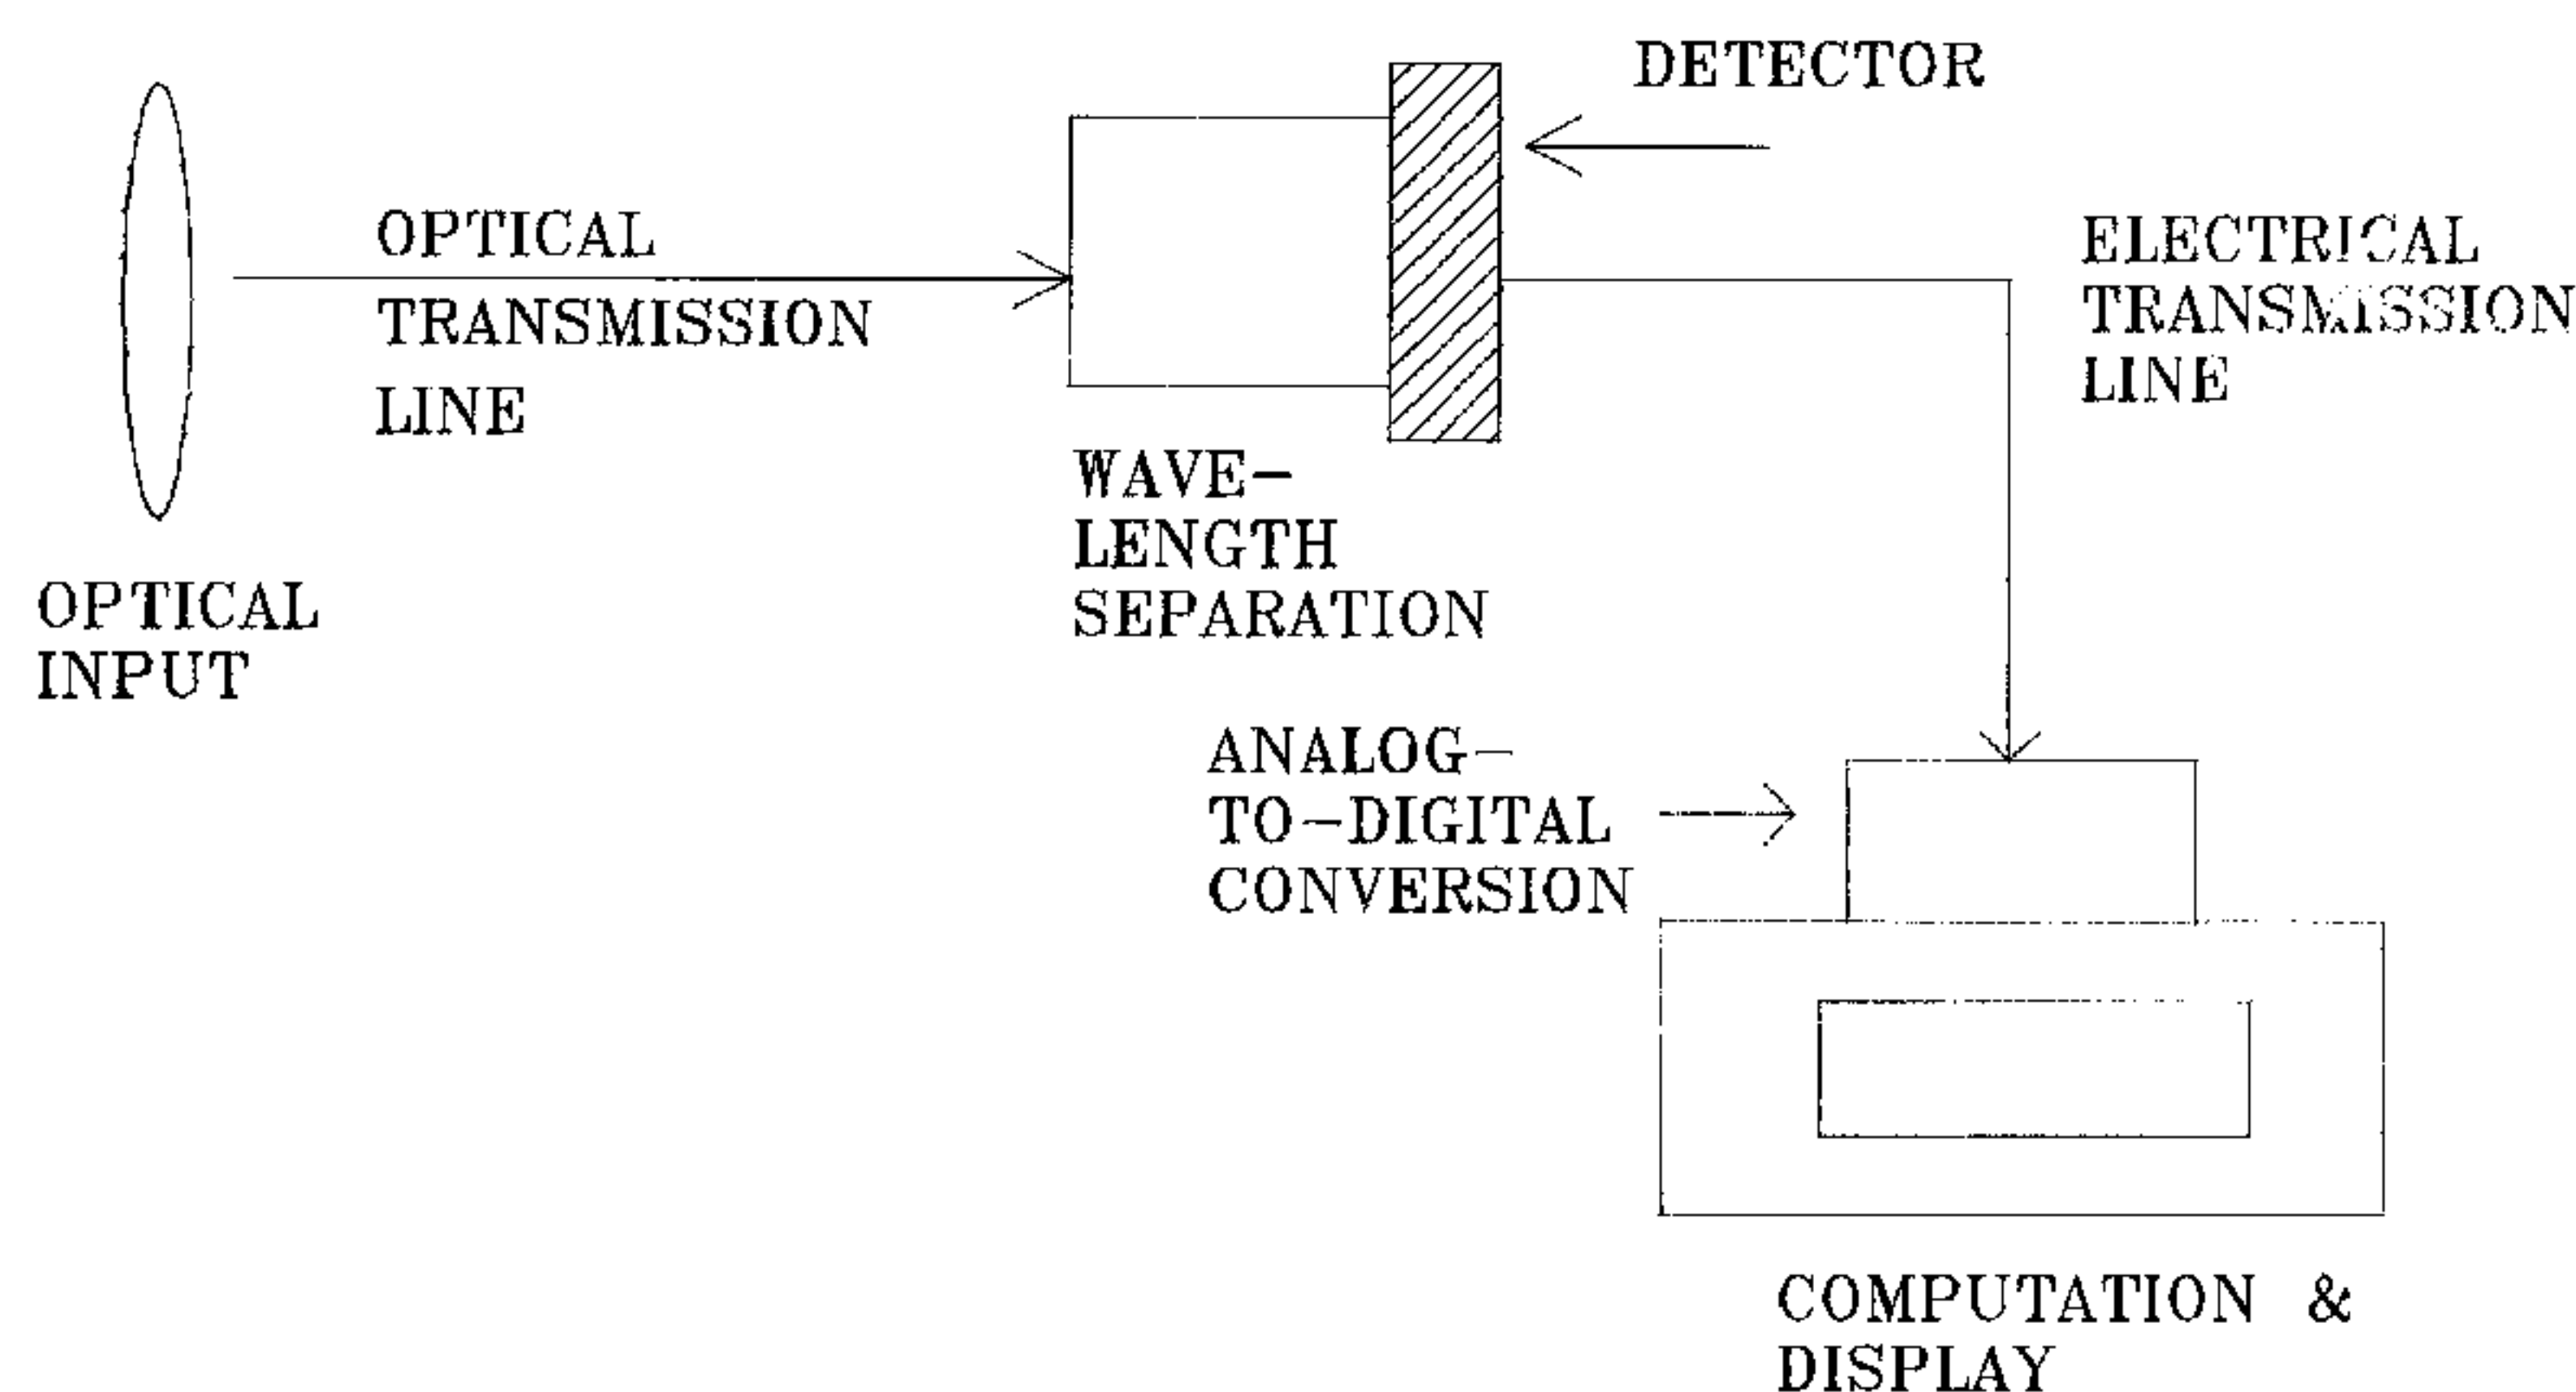 DETECTOR
OPTICAL
TRANSMISSION
LINE
ELECTRICAL
TRANSMISSION
LINE
WAVE-
LENGTH
SEPARATION
OPTICAL
INPUT
ANALOG-
TO-DIGITAL
CONVERSION
COMPUTATION &
DISPLAY